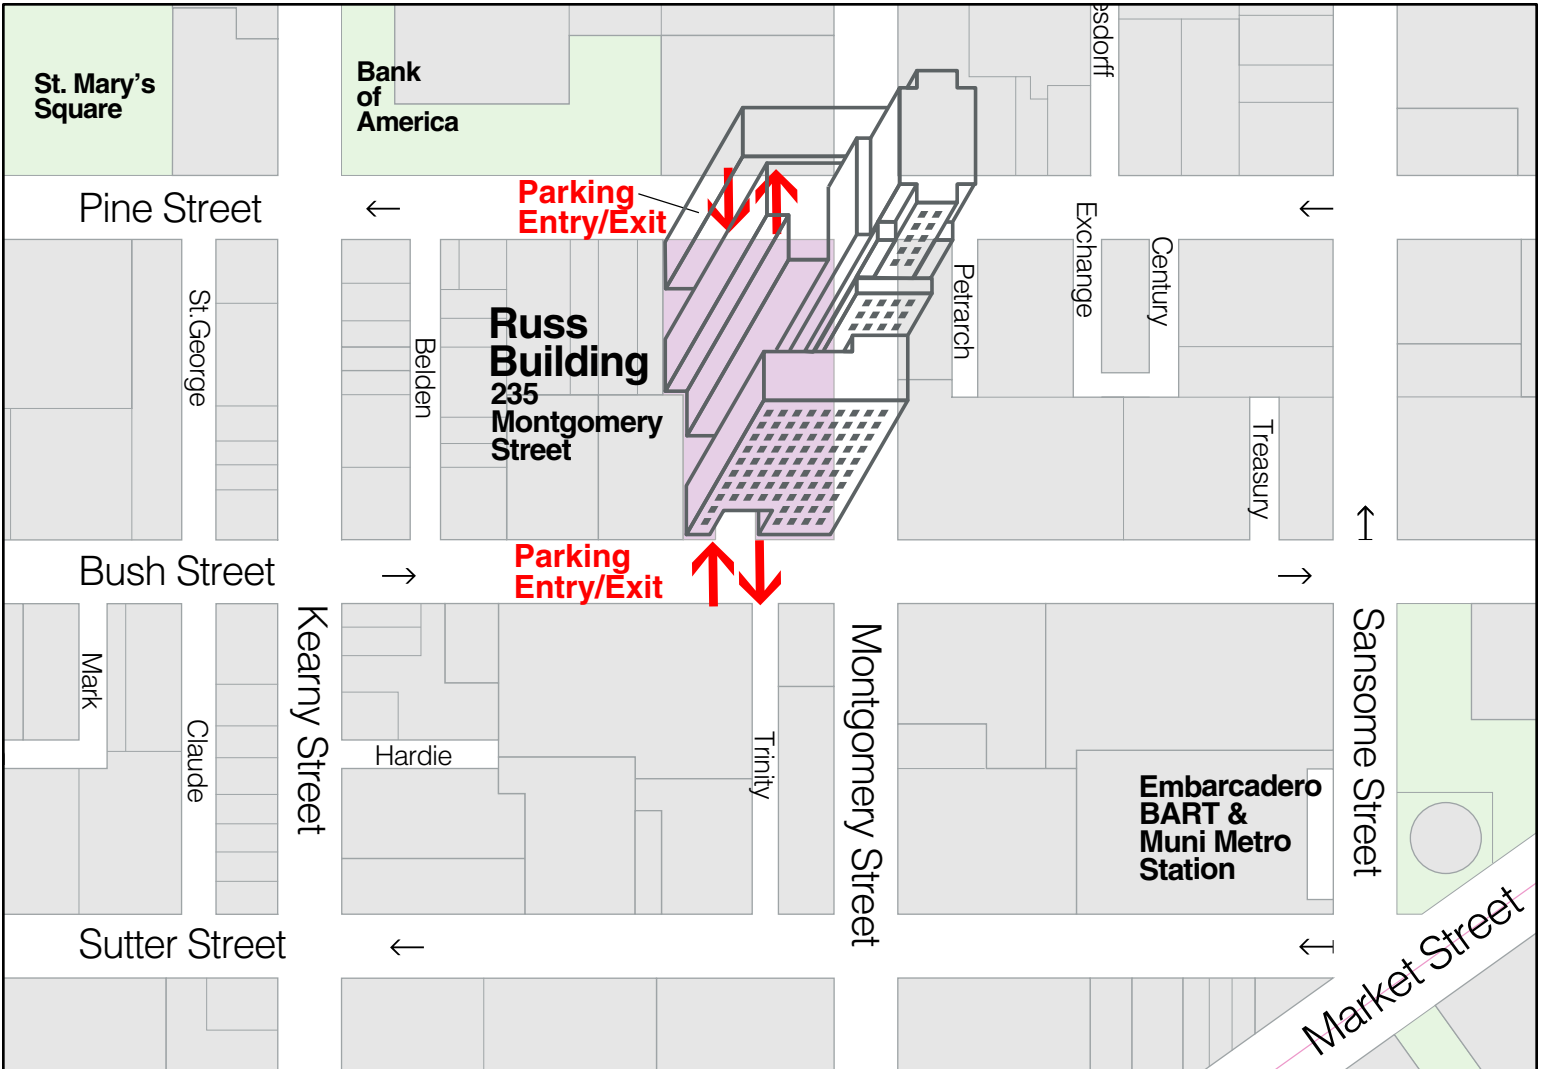 esdorff
St. Mary's
Square
Bank
of
America
Pine Street
Parking
Entry/Exit
St.George
Belden
Russ
Building
235
Montgomery
Street
Petrarch
Exchange
Century
Treasury
Bush Street
Parking
Entry/Exit
Mark
Claude
Kearny Street
Hardie
Trinity
Montgomery Street
Embarcadero
BART &
Muni Metro
Station
Sansome Street
Sutter Street
Market Street